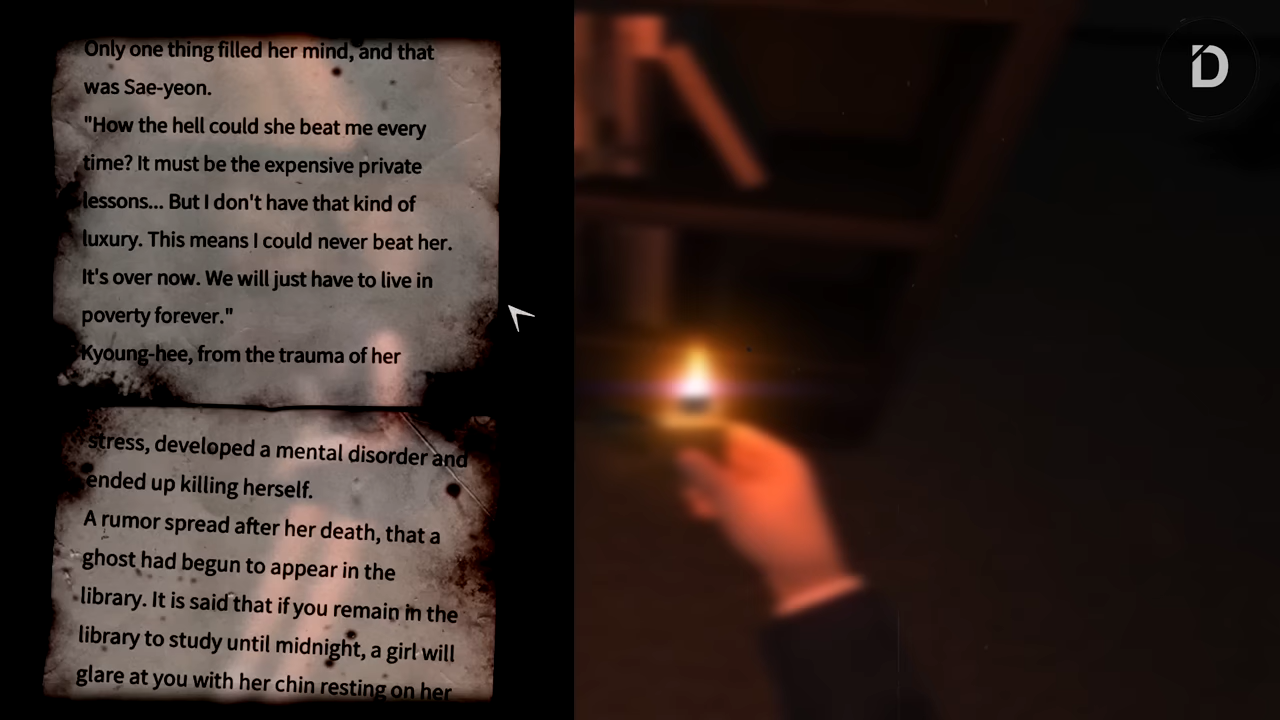 Only one thing filled her mind, and that
was Sae-yeon.
"How the hell could she beat me every
time? It must be the expensive private
lessons... But I don't have that kind of
luxury. This means I could never beat her.
It's over now. We will just have to live in
poverty forever."
Kyoung-hee, from the trauma of her
stress, developed a mental disorder and
ended up killing herself.
A rumor spread after her death, that a
ghost had begun to appear in the
library. It is said that if you remain in the
library to study until midnight, a girl will
glare at you with her chin resting on her
D